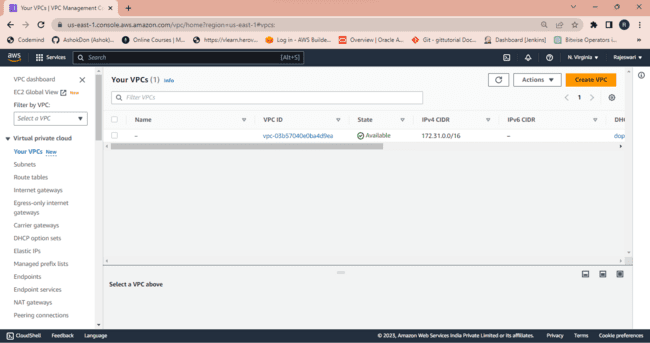 Your VPCs | VPC Management Co
us-east-1.console.aws.amazon.com/vpc/home?region=us-east-1#vpcs:
Codemind
AshokDon (Ashok)
Online Courses | M...
https://vlearn.herov...
Log in - AWS Builde...
Overview | Oracle A...
Git - gittutorial Doc...
Dashboard [Jenkins]
Bitwise Operators i...
aws
Services
Search
[Alt+S]
N. Virginia
Rajeswari
VPC dashboard
EC2 Global View
New
Filter by VPC:
Select a VPC
Virtual private cloud
Your VPCs New
Subnets
Route tables
Internet gateways
Egress-only internet
gateways
Carrier gateways
DHCP option sets
Elastic IPs
Managed prefix lists
Endpoints
Endpoint services
NAT gateways
Peering connections
Your VPCs (1) Info
Actions
Create VPC
Filter VPCs
1
Name
VPC ID
State
IPv4 CIDR
IPv6 CIDR
DHC
–
vpc-03b57040e0ba4d9ea
Available
172.31.0.0/16
–
dop
Select a VPC above
CloudShell
Feedback
Language
© 2023, Amazon Web Services India Private Limited or its affiliates.
Privacy
Terms
Cookie preferences